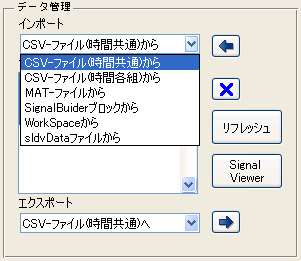 データ管理
インポート
CSV-ファイル(時間共通)から
CSV-ファイル(時間共通)から
CSV-ファイル(時間各組)から
MAT-ファイルから
SignalBuiderブロックから
WorkSpaceから
sldvDataファイルから
リフレッシュ
Signal
Viewer
エクスポート
CSV-ファイル(時間共通)へ